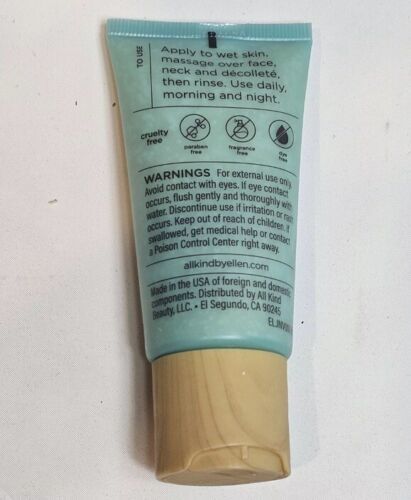 TO USE
Apply to wet skin,
massage over face,
neck and décolleté,
then rinse. Use daily,
morning and night.
cruelty
free
paraben
free
fragrance
free
dye
free
WARNINGS For external use only.
Avoid contact with eyes. If eye contact
occurs, flush gently and thoroughly with
water. Discontinue use if irritation or rash
occurs. Keep out of reach of children. If
swallowed, get medical help or contact
a Poison Control Center right away.
allkindbyellen.com
Made in the USA of foreign and domestic
components. Distributed by All Kind
Beauty, LLC. • El Segundo, CA 90245